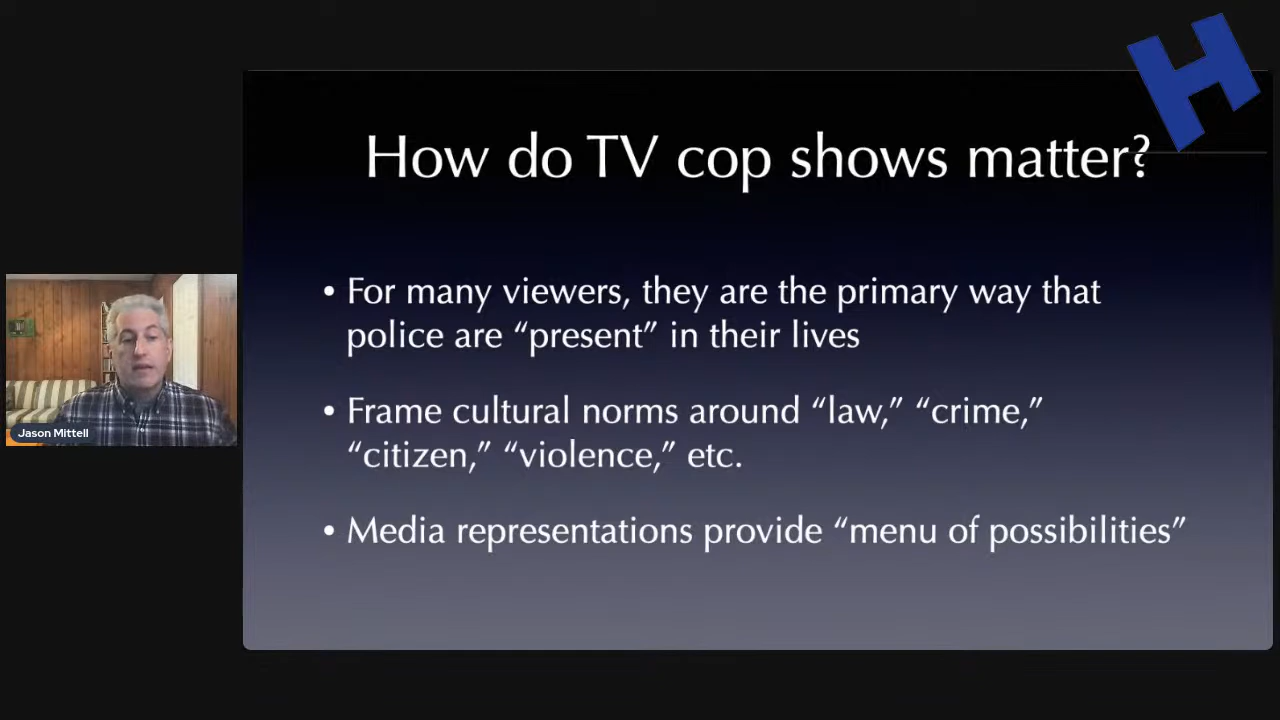 H
How do TV cop shows matter?
• For many viewers, they are the primary way that
police are “present” in their lives
• Frame cultural norms around “law,” “crime,”
“citizen,” “violence,” etc.
• Media representations provide “menu of possibilities”
Jason Mittell